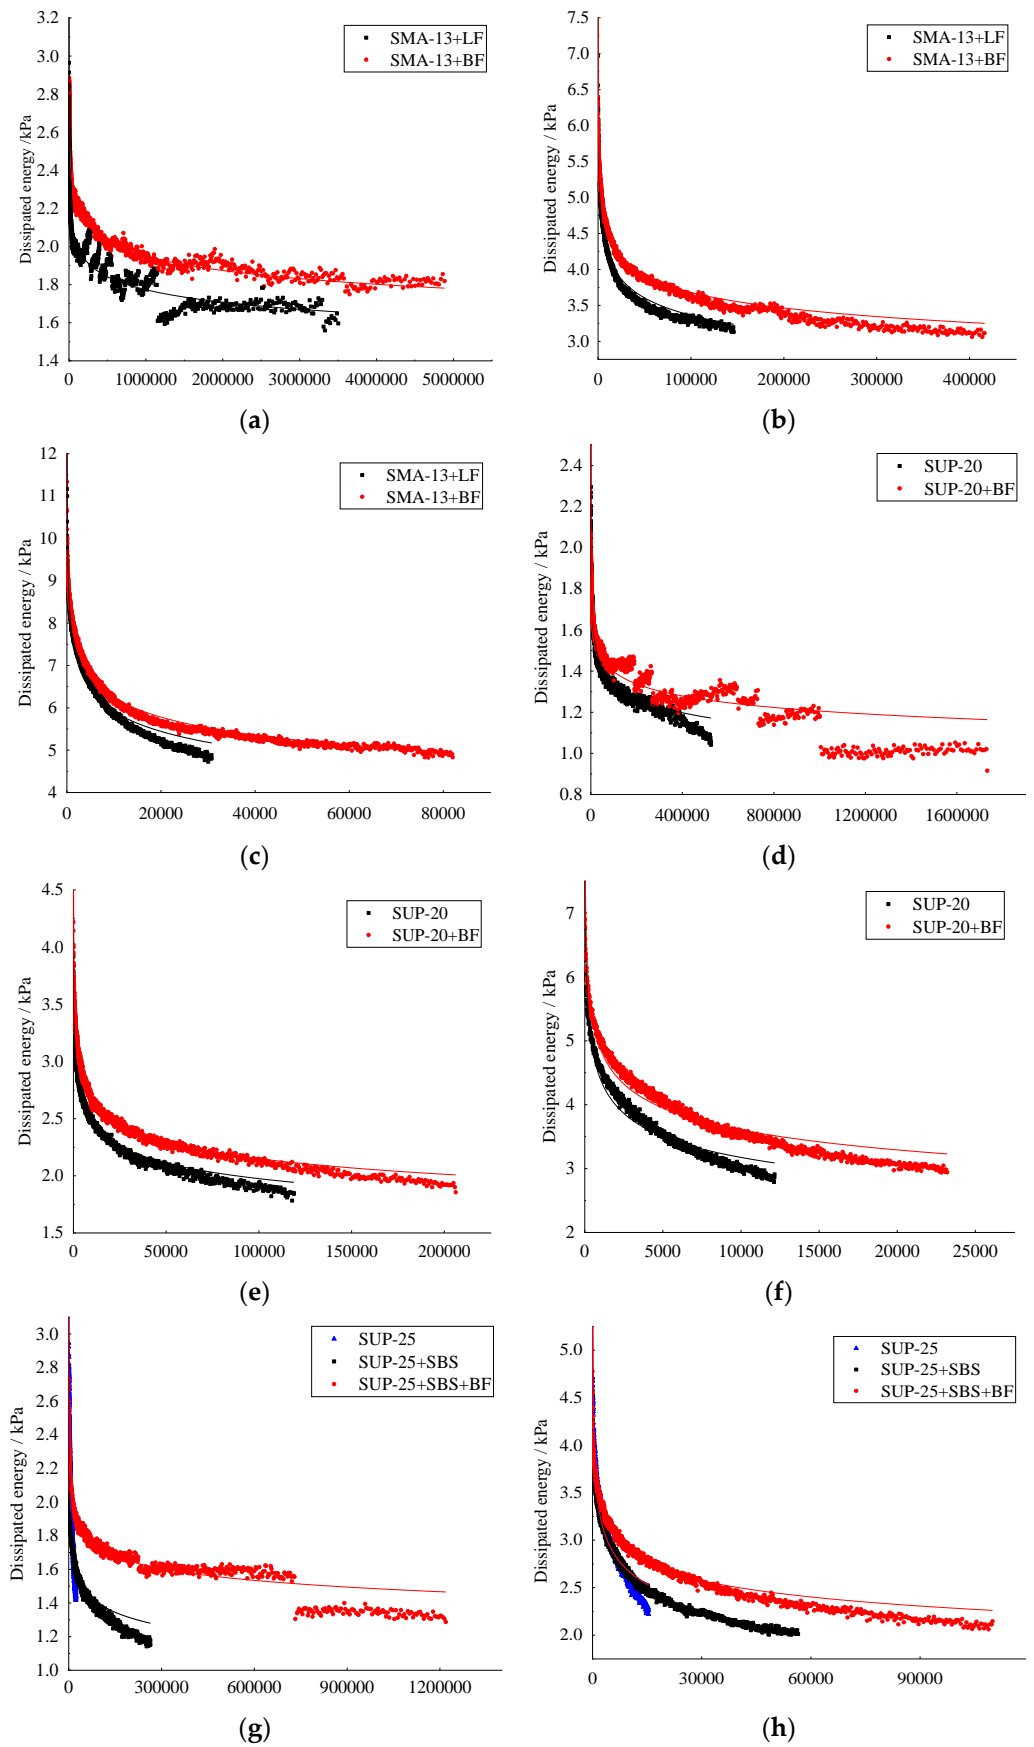 3.2
3.0
2.8
2.6
2.4
2.2
2.0
1.8
1.6
1.4
Dissipated energy /kPa
SMA-13+LF
SMA-13+BF
0 1000000 2000000 3000000 4000000 5000000
(a)
7.5
7.0
6.5
6.0
5.5
5.0
4.5
4.0
3.5
3.0
Dissipated energy / kPa
SMA-13+LF
SMA-13+BF
0 100000 200000 300000 400000
(b)
12
11
10
9
8
7
6
5
4
Dissipated energy / kPa
SMA-13+LF
SMA-13+BF
0 20000 40000 60000 80000
(c)
2.4
2.2
2.0
1.8
1.6
1.4
1.2
1.0
0.8
Dissipated energy / kPa
SUP-20
SUP-20+BF
0 400000 800000 1200000 1600000
(d)
4.5
4.0
3.5
3.0
2.5
2.0
1.5
Dissipated energy / kPa
SUP-20
SUP-20+BF
0 50000 100000 150000 200000
(e)
7
6
5
4
3
2
Dissipated energy / kPa
SUP-20
SUP-20+BF
0 5000 10000 15000 20000 25000
(f)
3.0
2.8
2.6
2.4
2.2
2.0
1.8
1.6
1.4
1.2
1.0
Dissipated energy / kPa
SUP-25
SUP-25+SBS
SUP-25+SBS+BF
0 300000 600000 900000 1200000
(g)
5.0
4.5
4.0
3.5
3.0
2.5
2.0
Dissipated energy / kPa
SUP-25
SUP-25+SBS
SUP-25+SBS+BF
0 30000 60000 90000
(h)